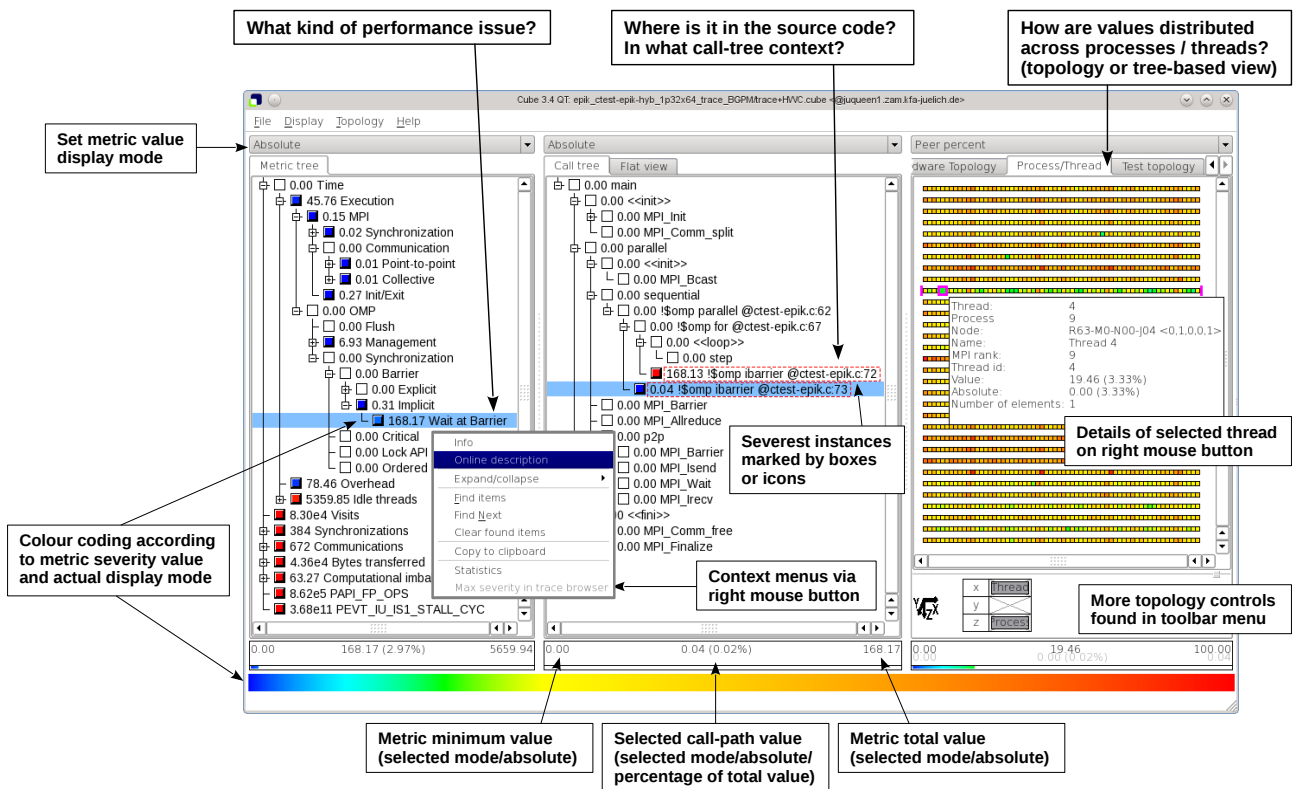 What kind of performance issue?
Where is it in the source code?
In what call-tree context?
How are values distributed
across processes / threads?
(topology or tree-based view)
Set metric value
display mode
Cube 3.4 QT: epik_ctest-epik-hyb_1p32x64_trace_BGPM/trace+HWC.cube <@juqueen1.zam.kfa-juelich.de>
File Display Topology Help
Absolute
Metric tree
0.00 Time
45.76 Execution
0.15 MPI
0.02 Synchronization
0.00 Communication
0.01 Point-to-point
0.01 Collective
0.27 Init/Exit
0.00 OMP
0.00 Flush
6.93 Management
0.00 Synchronization
0.00 Barrier
0.00 Explicit
0.31 Implicit
168.17 Wait at Barrier
0.00 Critical
0.00 Lock API
0.00 Ordered
78.46 Overhead
5359.85 Idle threads
8.30e4 Visits
384 Synchronizations
672 Communications
4.36e4 Bytes transferred
63.27 Computational imba
8.62e5 PAPI_FP_OPS
3.68e11 PEVT_IU_IS1_STALL_CYC
0.00 168.17 (2.97%) 5659.94
Info
Online description
Expand/collapse
Find items
Find Next
Clear found items
Copy to clipboard
Statistics
Max severity in trace browser
Absolute
Call tree Flat view
0.00 main
0.00 <<init>>
0.00 MPI_Init
0.00 MPI_Comm_split
0.00 parallel
0.00 <<init>>
0.00 MPI_Bcast
0.00 sequential
0.00 !$omp parallel @ctest-epik.c:62
0.00 !$omp for @ctest-epik.c:67
0.00 <<loop>>
0.00 step
168.13 !$omp ibarrier @ctest-epik.c:72
0.04 !$omp ibarrier @ctest-epik.c:73
0.00 MPI_Barrier
0.00 MPI_Allreduce
0.00 p2p
0.00 MPI_Barrier
0.00 MPI_Isend
0.00 MPI_Wait
0.00 MPI_Irecv
0 <<fini>>
0.00 MPI_Comm_free
0.00 MPI_Finalize
0.00 0.04 (0.02%) 168.17
Severest instances
marked by boxes
or icons
Context menus via
right mouse button
Peer percent
dware Topology Process/Thread Test topology
Thread: 4
Process 9
Node: R63-M0-N00-J04 <0,1,0,0,1>
Name: Thread 4
MPI rank: 9
Thread id: 4
Value: 19.46 (3.33%)
Absolute: 0.00 (3.33%)
Number of elements: 1
Details of selected thread
on right mouse button
x Thread
y
z Process
Y X
Z
More topology controls
found in toolbar menu
0.00 19.46 100.00
0.00 0.00 (0.02%) 0.04
Colour coding according
to metric severity value
and actual display mode
Metric minimum value
(selected mode/absolute)
Selected call-path value
(selected mode/absolute/
percentage of total value)
Metric total value
(selected mode/absolute)